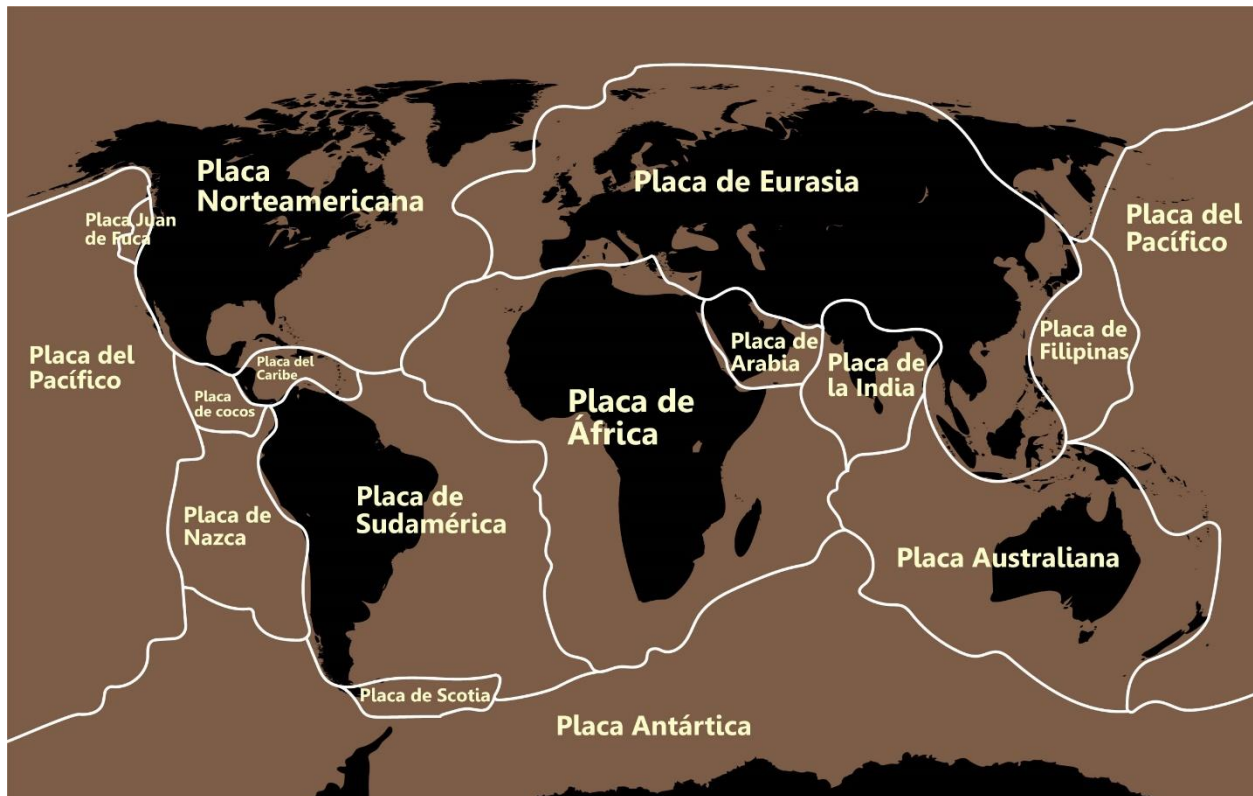 Placa
Norteamericana
Placa de Eurasia
Placa Juan
de Fuca
Placa del
Pacífico
Placa del
Pacífico
Placa del
Caribe
Placa
de cocos
Placa de
Arabia
Placa de
la India
Placa de
Filipinas
Placa de
África
Placa de
Nazca
Placa de
Sudamérica
Placa Australiana
Placa de Scotia
Placa Antártica